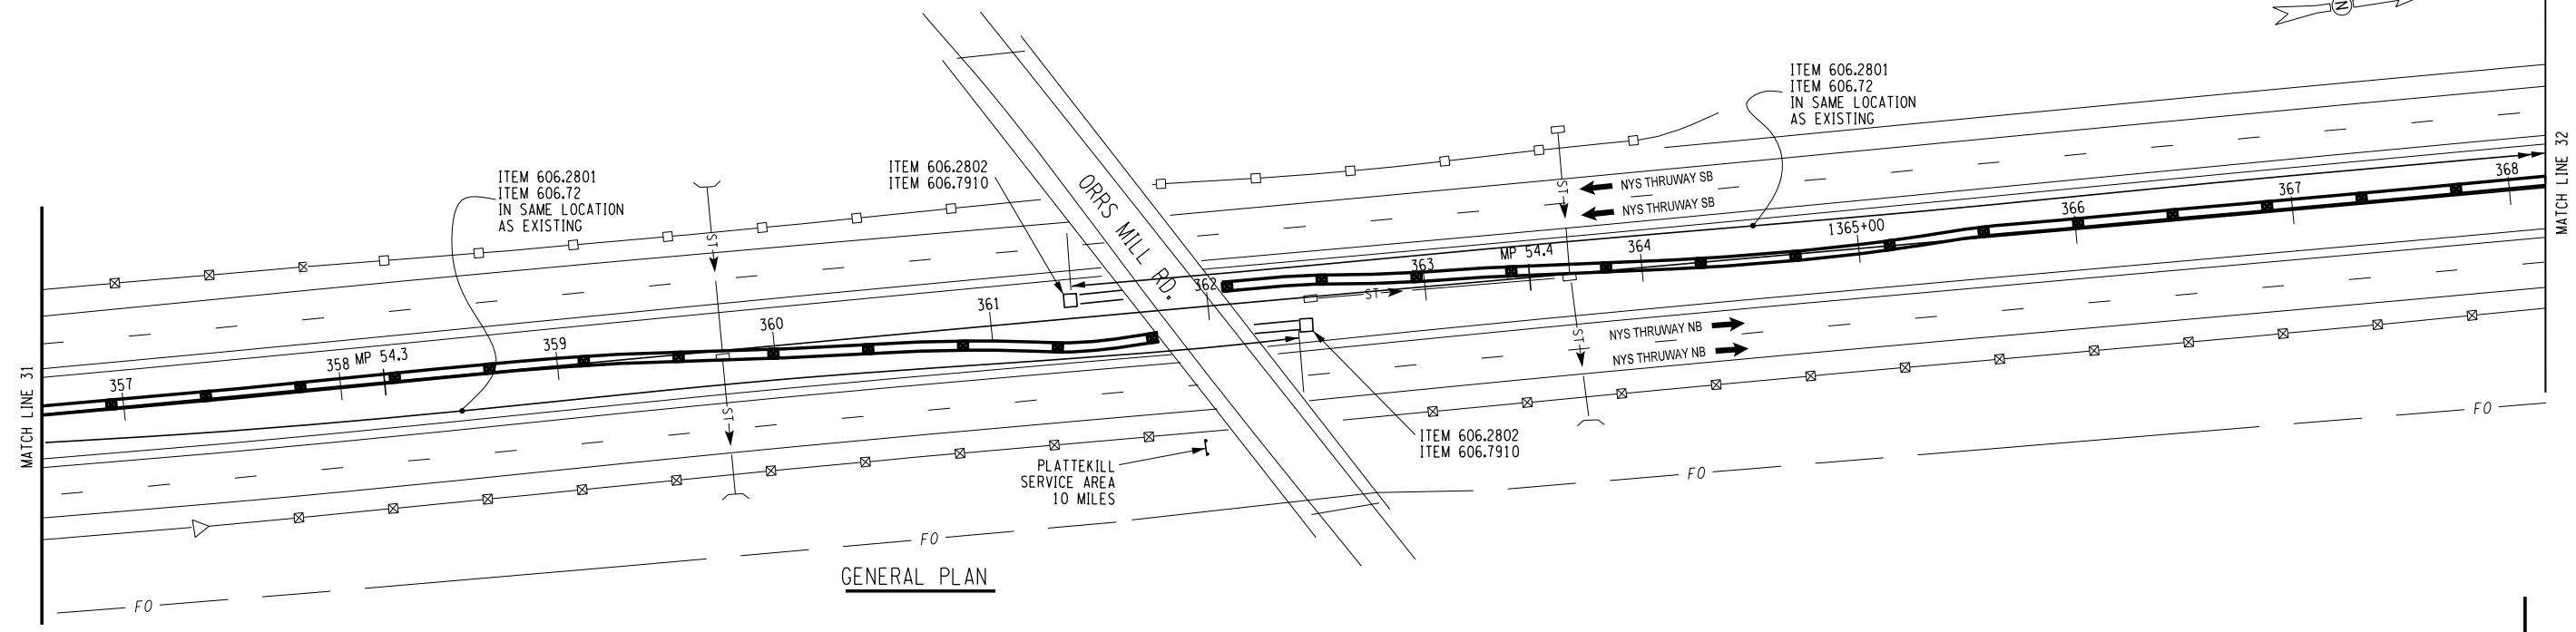 N
ITEM 606.2801
ITEM 606.72
IN SAME LOCATION
AS EXISTING
ITEM 606.2802
ITEM 606.7910
ORRS MILL RD.
ITEM 606.2801
ITEM 606.72
IN SAME LOCATION
AS EXISTING
ST
ST
NYS THRUWAY SB
NYS THRUWAY SB
MATCH LINE 31
MATCH LINE 32
357
358
MP 54.3
359
360
361
362
363
MP 54.4
364
1365+00
366
367
368
ST
ST
ST
NYS THRUWAY NB
NYS THRUWAY NB
ITEM 606.2802
ITEM 606.7910
PLATTEKILL
SERVICE AREA
10 MILES
FO
FO
FO
FO
GENERAL PLAN